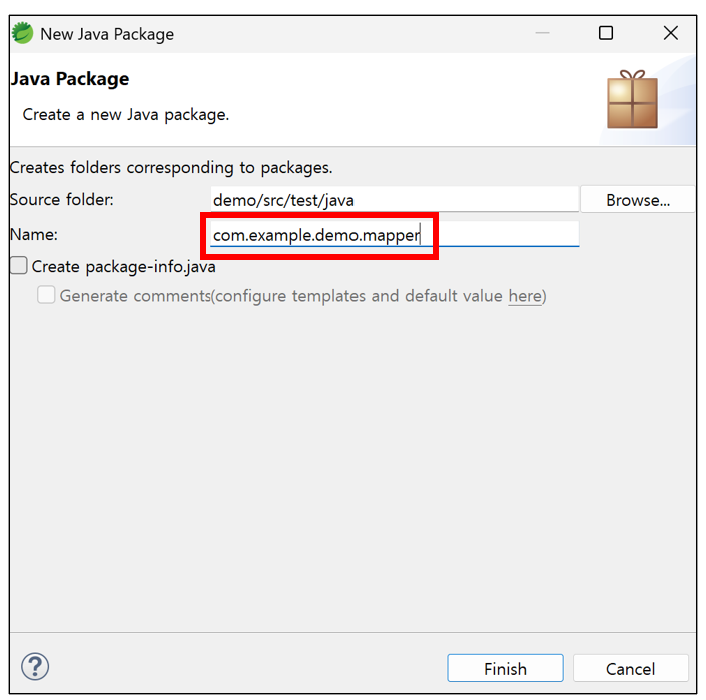 New Java Package
Java Package
Create a new Java package.
Creates folders corresponding to packages.
Source folder: demo/src/test/java Browse...
Name: com.example.demo.mapper
Create package-info.java
Generate comments(configure templates and default value here)
? Finish Cancel